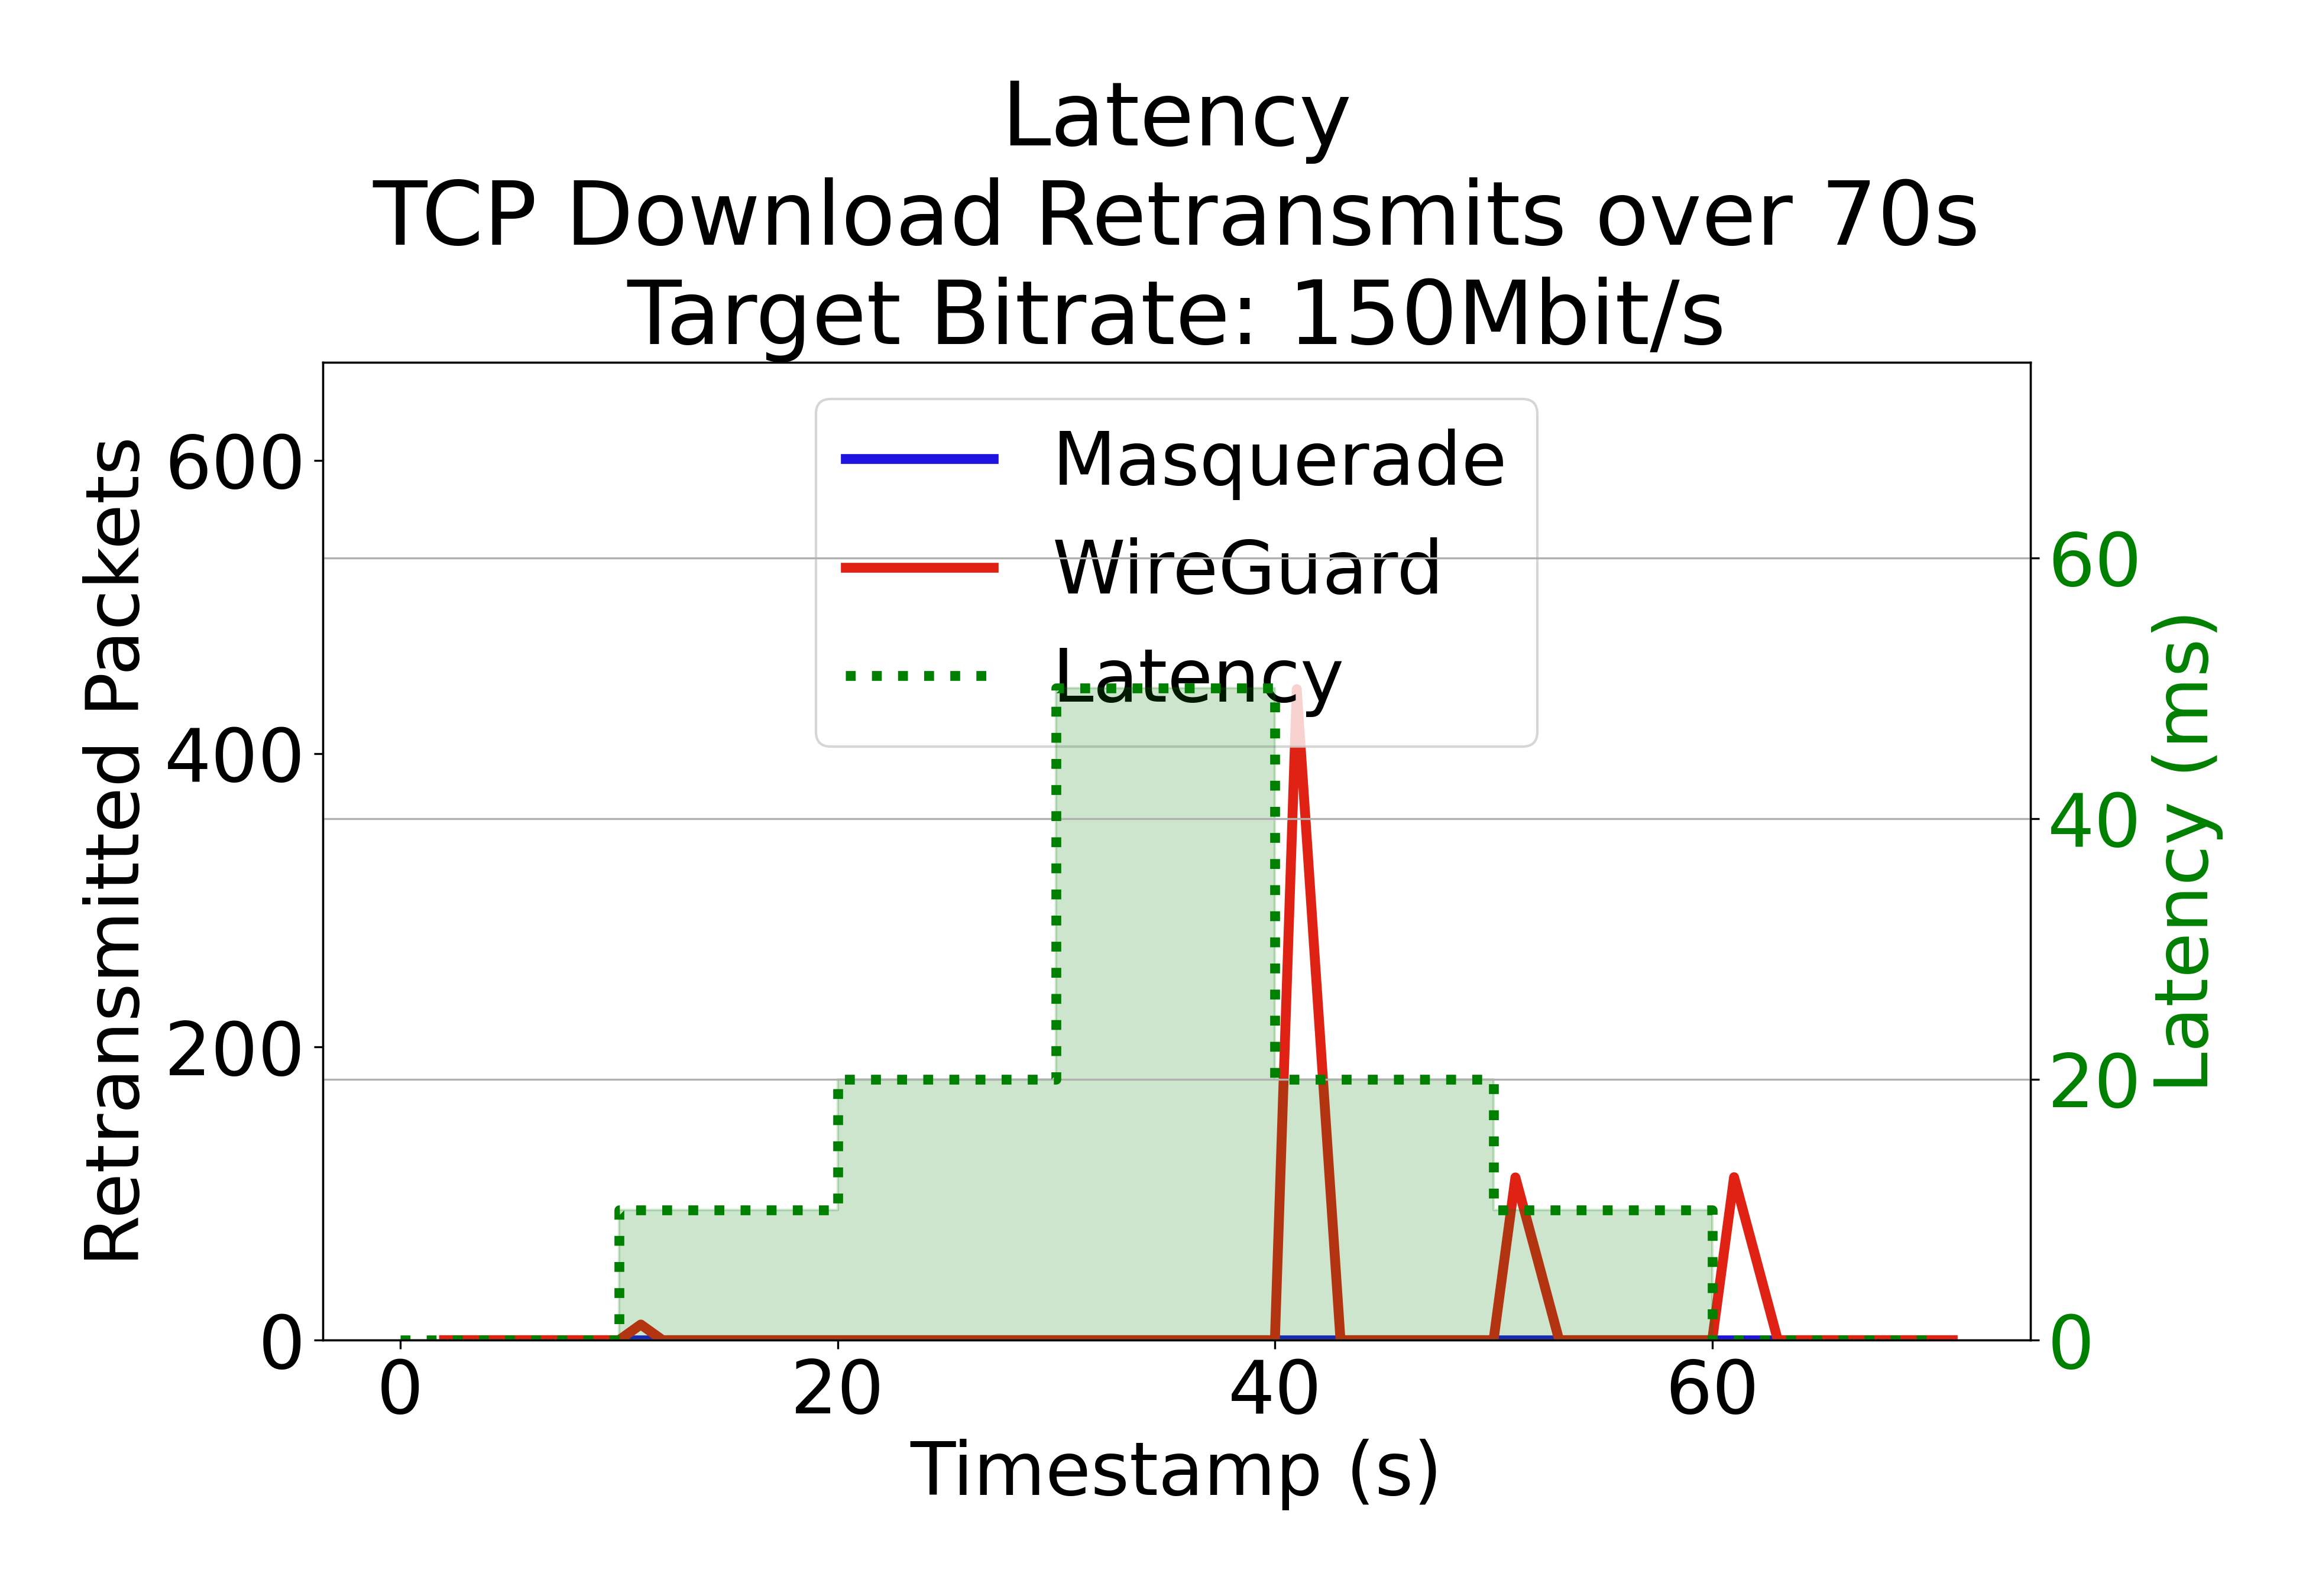 Latency
TCP Download Retransmits over 70s
Target Bitrate: 150Mbit/s
Retransmitted Packets
600
400
200
0
Masquerade
WireGuard
Latency
60
40
20
0
Latency (ms)
0
20
40
60
Timestamp (s)